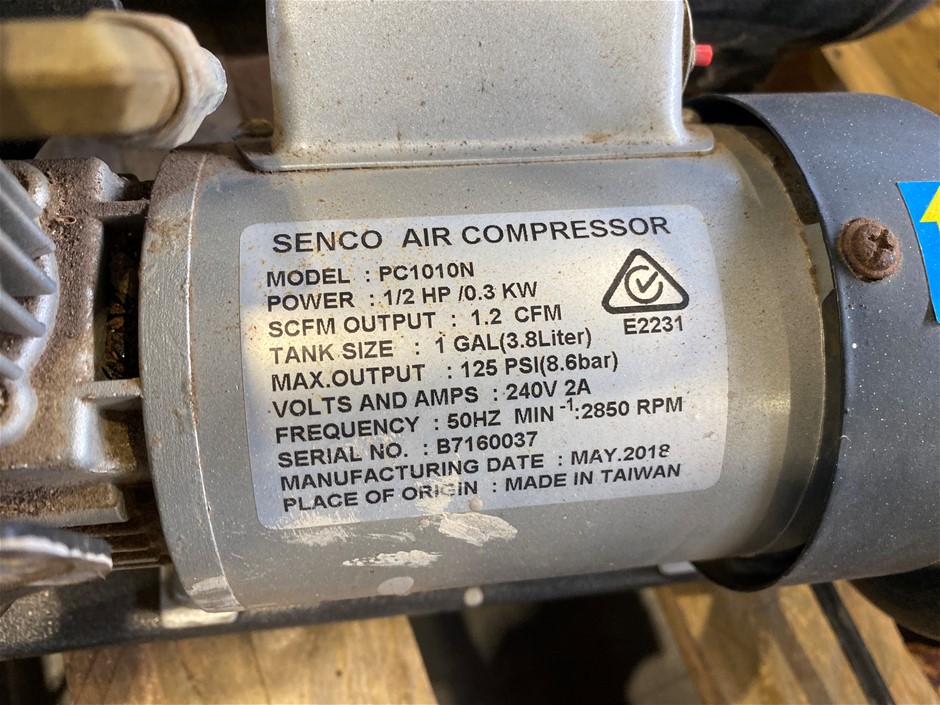 SENCO AIR COMPRESSOR
MODEL : PC1010N
POWER : 1/2 HP /0.3 KW
SCFM OUTPUT : 1.2 CFM
E2231
TANK SIZE : 1 GAL(3.8Liter)
MAX.OUTPUT : 125 PSI(8.6bar)
VOLTS AND AMPS : 240V 2A
FREQUENCY : 50HZ MIN⁻¹:2850 RPM
SERIAL NO. : B7160037
MANUFACTURING DATE : MAY.2018
PLACE OF ORIGIN : MADE IN TAIWAN